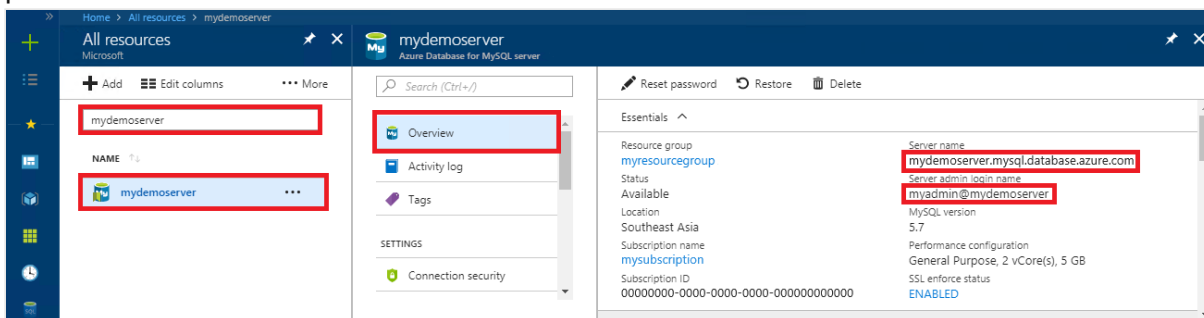 Home > All resources > mydemoserver
All resources
Microsoft
mydemoserver
Azure Database for MySQL server
Add Edit columns ••• More
mydemoserver
NAME
mydemoserver •••
Search (Ctrl+/)
Overview
Activity log
Tags
SETTINGS
Connection security
Reset password Restore Delete
Essentials
Resource group
myresourcegroup
Status
Available
Location
Southeast Asia
Subscription name
mysubscription
Subscription ID
00000000-0000-0000-0000-000000000000
Server name
mydemoserver.mysql.database.azure.com
Server admin login name
myadmin@mydemoserver
MySQL version
5.7
Performance configuration
General Purpose, 2 vCore(s), 5 GB
SSL enforce status
ENABLED